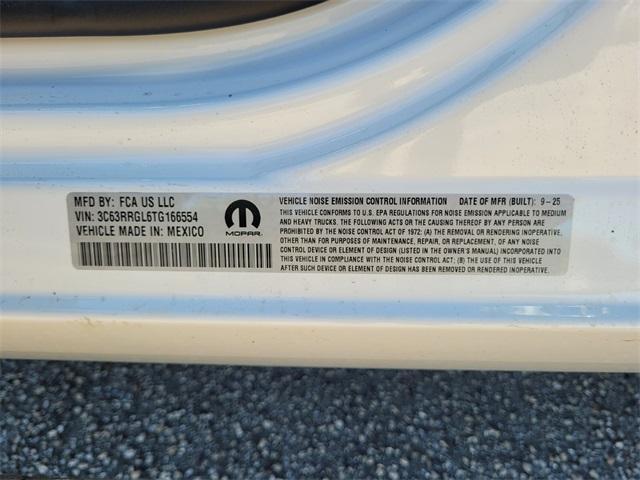 MFD BY: FCA US LLC
VIN: 3C63RRGL6TG166554
VEHICLE MADE IN: MEXICO
MOPAR
VEHICLE NOISE EMISSION CONTROL INFORMATION DATE OF MFR (BUILT): 9-25
THIS VEHICLE CONFORMS TO U.S. EPA REGULATIONS FOR NOISE EMISSION APPLICABLE TO MEDIUM
AND HEAVY TRUCKS. THE FOLLOWING ACTS OR THE CAUSING THEREOF BY ANY PERSON ARE PROHIBITED BY THE NOISE
CONTROL ACT OF 1972: (A) THE REMOVAL OR RENDERING INOPERATIVE,
OTHER THAN FOR PURPOSES OF MAINTENANCE, REPAIR, OR REPLACEMENT, OF ANY NOISE
CONTROL DEVICE OR ELEMENT OF DESIGN (LISTED IN THE OWNER'S MANUAL) INCORPORATED INTO
THIS VEHICLE IN COMPLIANCE WITH THE NOISE CONTROL ACT; (B) THE USE OF THIS VEHICLE
AFTER SUCH DEVICE OR ELEMENT OF DESIGN HAS BEEN REMOVED OR RENDERED INOPERATIVE.